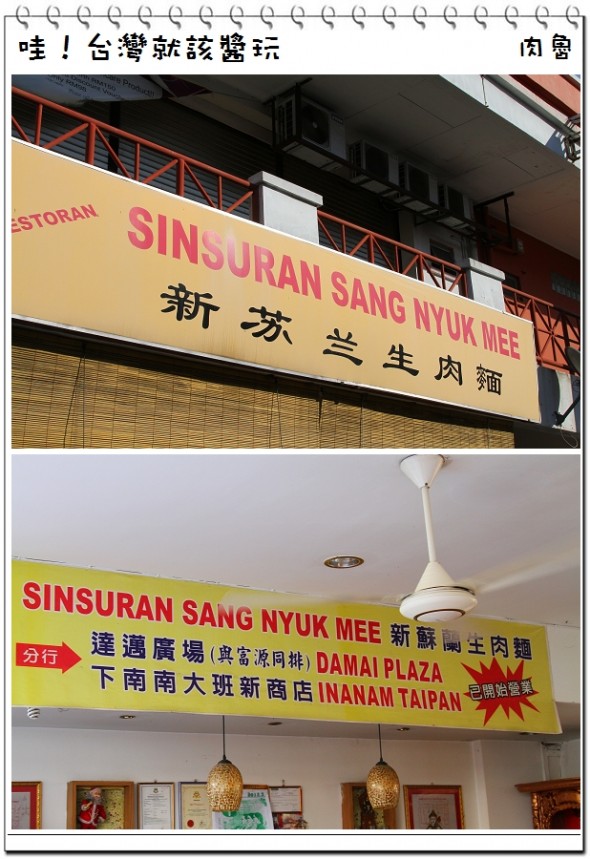 哇！台灣就該醬玩 肉魯
ESTORAN
SINSURAN SANG NYUK MEE
新苏兰生肉麵
SINSURAN SANG NYUK MEE 新蘇蘭生肉麵
分行
達邁廣場(與富源同排) DAMAI PLAZA
下南南大班新商店 INANAM TAIPAN
已開始營業